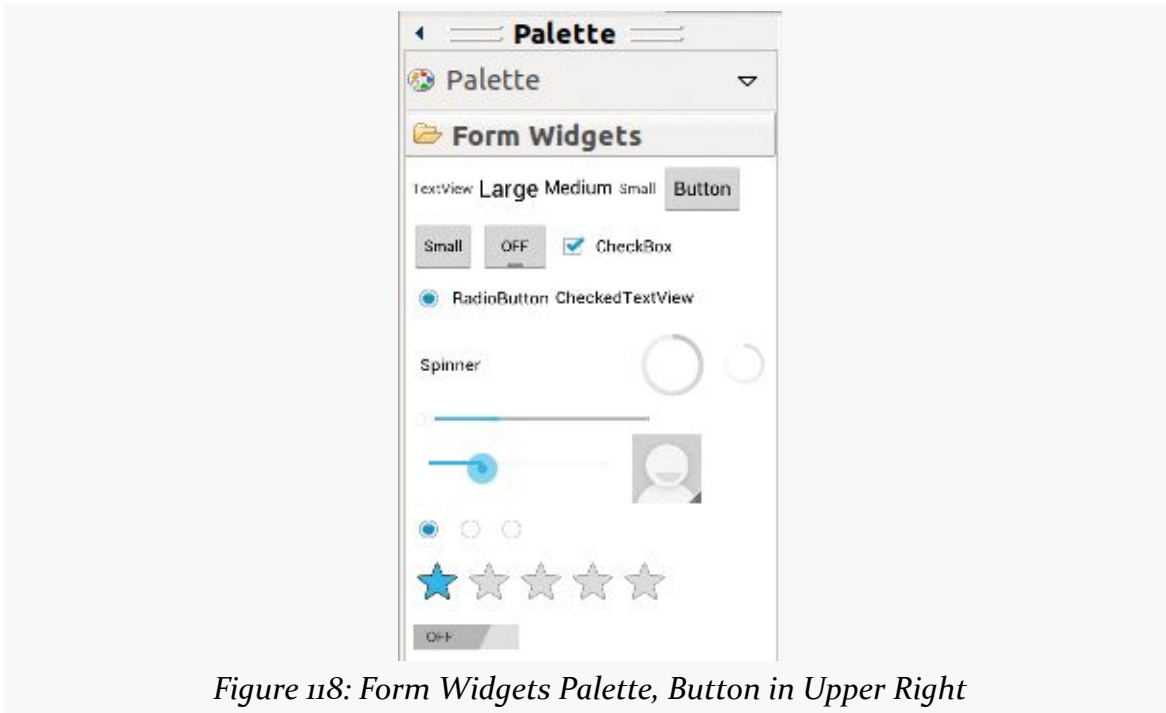 Palette
Palette
Form Widgets
TextView Large Medium Small Button
Small OFF CheckBox
RadioButton CheckedTextView
Spinner
OFF
Figure 118: Form Widgets Palette, Button in Upper Right